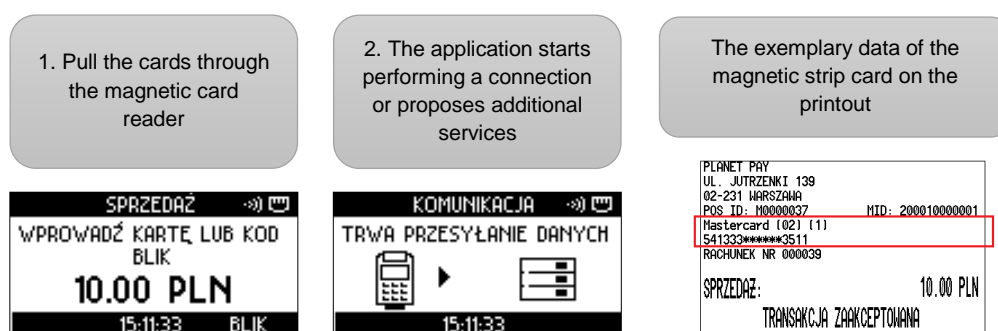 1. Pull the cards through
the magnetic card
reader
2. The application starts
performing a connection
or proposes additional
services
The exemplary data of the
magnetic strip card on the
printout
SPRZEDAŻ
WPROWADŹ KARTĘ LUB KOD
BLIK
10.00 PLN
15:11:33 BLIK
KOMUNIKACJA
TRWA PRZESYŁANIE DANYCH
15:11:33
PLANET PAY
UL. JUTRZENKI 139
02-231 WARSZAWA
POS ID: M0000037 MID: 200010000001
Mastercard (02) (1)
541333******3511
RACHUNEK NR 000039
SPRZEDAŻ: 10.00 PLN
TRANSAKCJA ZAAKCEPTOWANA